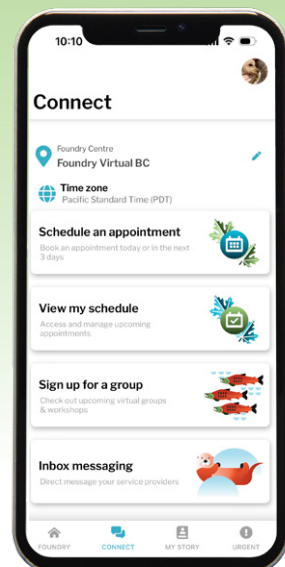 10:10
Connect
Foundry Centre
Foundry Virtual BC
Time zone
Pacific Standard Time (PDT)
Schedule an appointment
Book an appointment today or in the next
3 days
View my schedule
Access and manage upcoming
appointments
Sign up for a group
Check out upcoming virtual groups
& workshops
Inbox messaging
Direct message your service providers
FOUNDRY CONNECT MY STORY URGENT